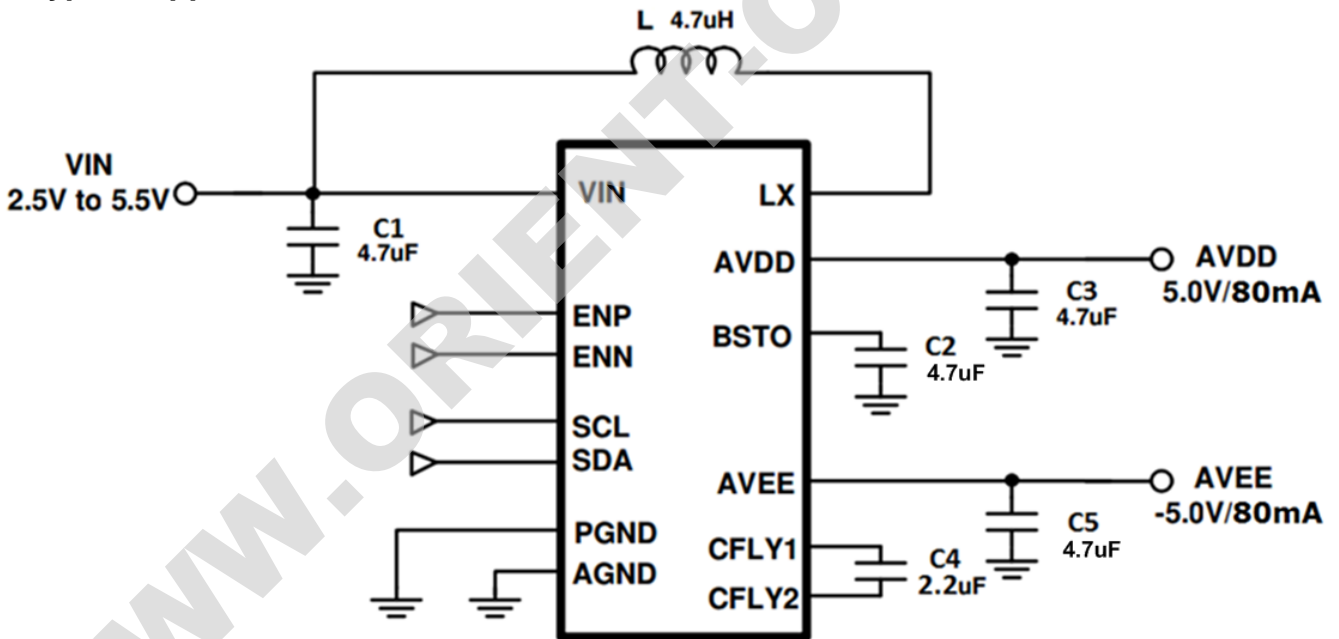 L 4.7uH
VIN
2.5V to 5.5V
C1
4.7uF
VIN
LX
AVDD
AVDD
5.0V/80mA
C3
4.7uF
ENP
BSTO
C2
4.7uF
ENN
SCL
SDA
AVEE
AVEE
-5.0V/80mA
C5
4.7uF
PGND
CFLY1
C4
2.2uF
AGND
CFLY2
WWW.ORIENT.